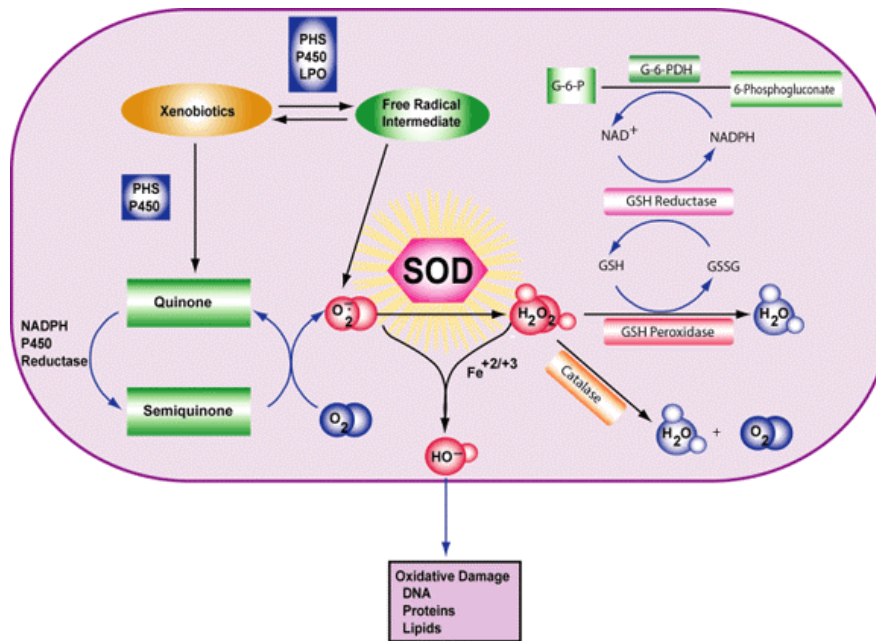 PHS
P450
LPO
G-6-PDH
G-6-P
6-Phosphogluconate
Xenobiotics
Free Radical
Intermediate
NAD+
NADPH
PHS
P450
GSH Reductase
SOD
GSH
GSSG
Quinone
O2·−
H2O2
H2O
GSH Peroxidase
NADPH
P450
Reductase
Fe+2/+3
Catalase
Semiquinone
O2
H2O
+
O2
HO−
Oxidative Damage
DNA
Proteins
Lipids